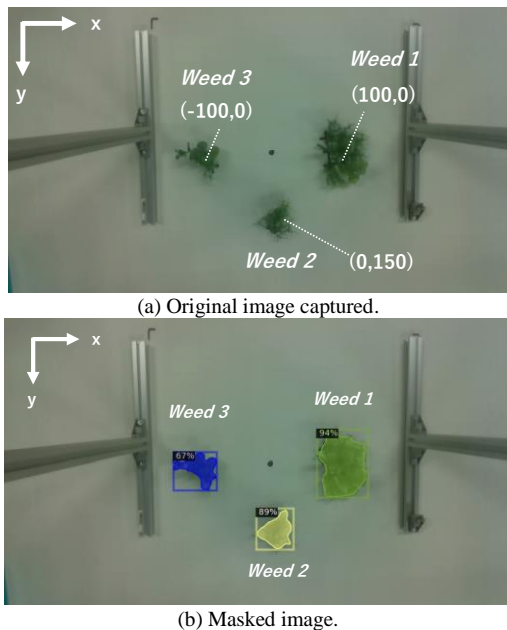 x
y
Weed 3
(-100,0)
Weed 1
(100,0)
Weed 2
(0,150)
(a) Original image captured.
x
y
Weed 3
Weed 1
67%
94%
89%
Weed 2
(b) Masked image.